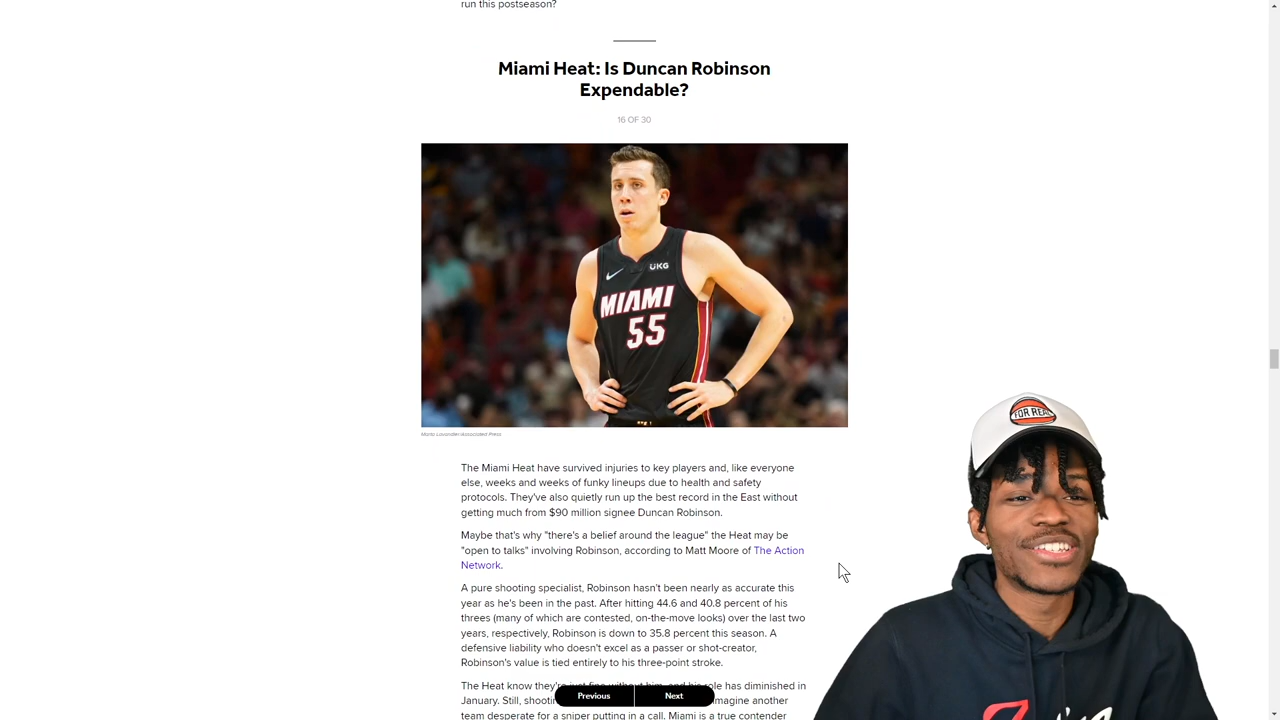 run this postseason?
Miami Heat: Is Duncan Robinson
Expendable?
16 OF 30
UKG
MIAMI
55
The Miami Heat have survived injuries to key players and, like everyone
else, weeks and weeks of funky lineups due to health and safety
protocols. They've also quietly run up the best record in the East without
getting much from $90 million signee Duncan Robinson.
Maybe that's why "there's a belief around the league" the Heat may be
"open to talks" involving Robinson, according to Matt Moore of The Action
Network.
A pure shooting specialist, Robinson hasn't been nearly as accurate this
year as he's been in the past. After hitting 44.6 and 40.8 percent of his
threes (many of which are contested, on-the-move looks) over the last two
years, respectively, Robinson is down to 35.8 percent this season. A
defensive liability who doesn't excel as a passer or shot-creator,
Robinson's value is tied entirely to his three-point stroke.
The Heat know they're just fine without him, and his role has diminished in
January. Still, imagine another
team desperate for a sniper putting in a call. Miami is a true contender
Previous
Next
FOR REAL